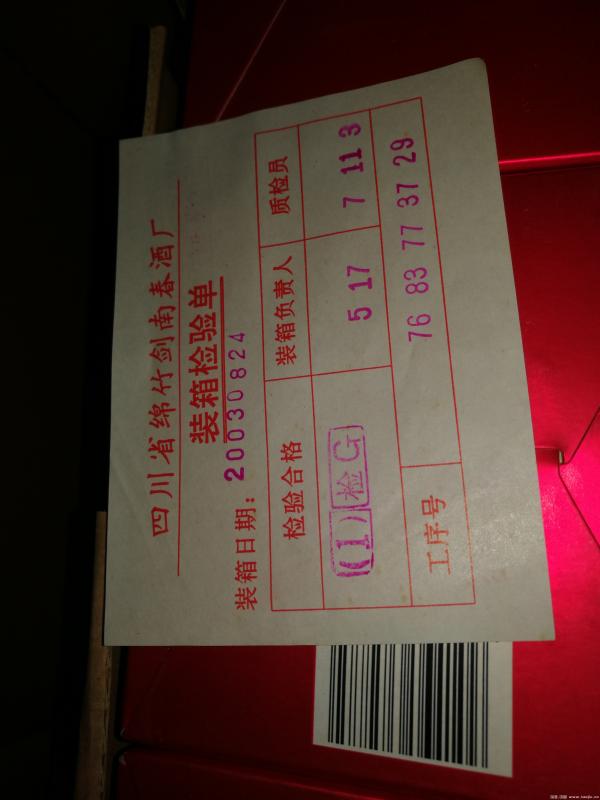 四川省绵竹剑南春酒厂
装箱检验单
装箱日期: 20030824
检验合格 装箱负责人 质检员
(1)检G 5 17 7 11 3
工序号 76 83 77 37 29